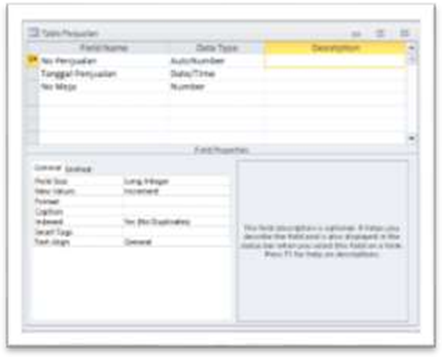 Table Penjualan
Field Name Data Type Description
No Penjualan AutoNumber
Tanggal Penjualan Date/Time
No Meja Number
Field Properties
General Lookup
Field Size Long Integer
New Values Increment
Format
Caption
Indexed Yes (No Duplicates)
Smart Tags
Text Align General
The field description is optional. It helps you
describe the field and is also displayed in the
status bar when you select this field on a form.
Press F1 for help on descriptions.